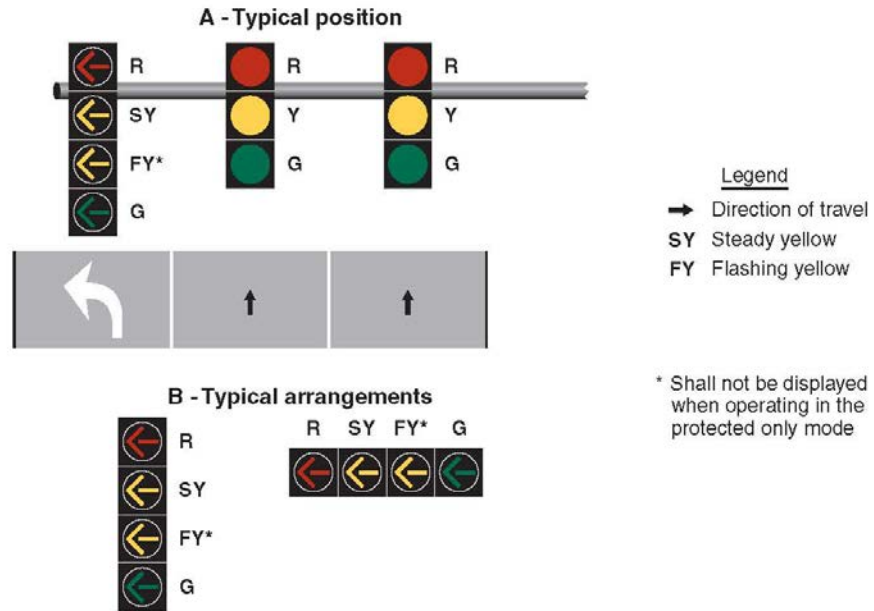 A - Typical position
R R R
SY Y Y
FY* G G
G
Legend
Direction of travel
SY Steady yellow
FY Flashing yellow
* Shall not be displayed
when operating in the
protected only mode
B - Typical arrangements
R
SY
FY*
G
R SY FY* G